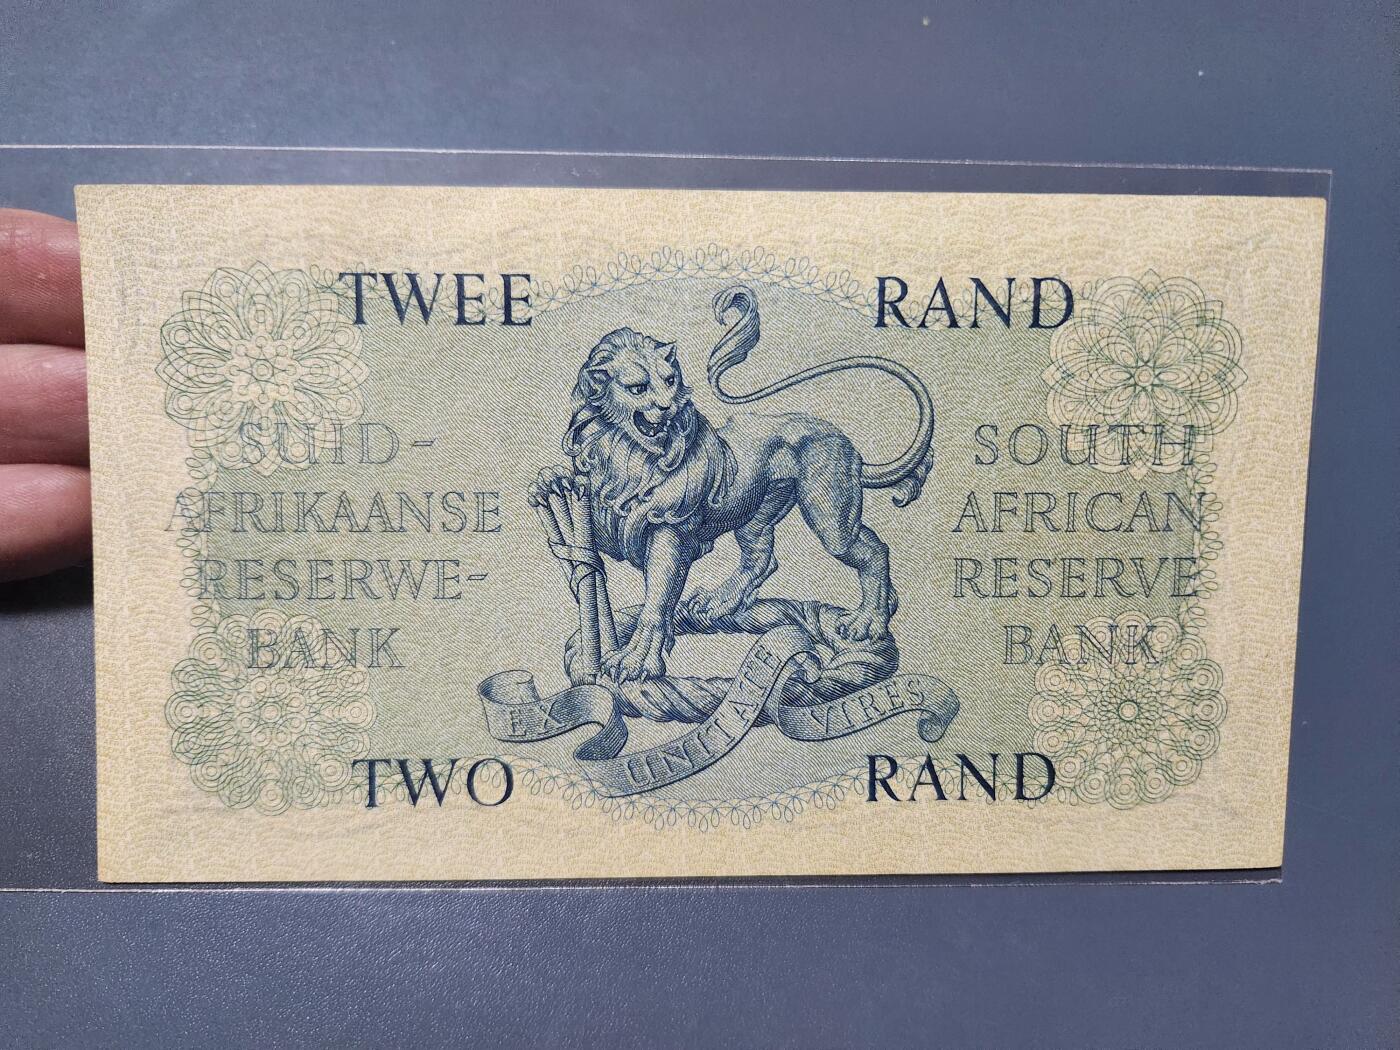 TWEE RAND
SUID-
AFRIKAANSE
RESERWE-
BANK
SOUTH
AFRICAN
RESERVE
BANK
EX UNITATE VIRES
TWO RAND